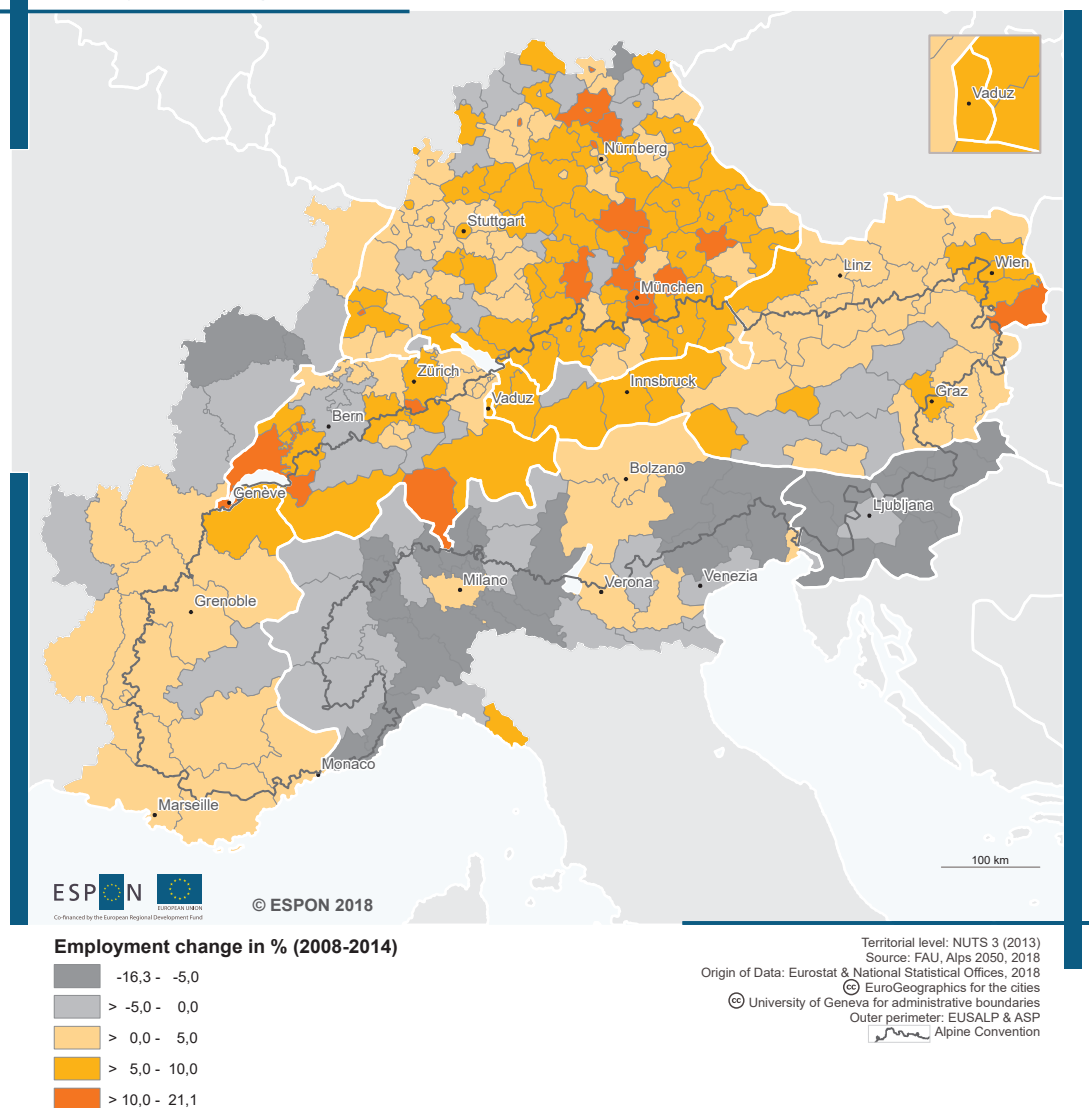 Vaduz
Nürnberg
Stuttgart
Linz
Wien
München
Zürich
Innsbruck
Vaduz
Graz
Bern
Bolzano
Genève
Ljubljana
Milano
Verona
Venezia
Grenoble
Monaco
Marseille
100 km
ESPON
EUROPEAN UNION
Co-financed by the European Regional Development Fund
© ESPON 2018
Employment change in % (2008-2014)
-16,3 - -5,0
> -5,0 - 0,0
> 0,0 - 5,0
> 5,0 - 10,0
> 10,0 - 21,1
Territorial level: NUTS 3 (2013)
Source: FAU, Alps 2050, 2018
Origin of Data: Eurostat & National Statistical Offices, 2018
cc EuroGeographics for the cities
cc University of Geneva for administrative boundaries
Outer perimeter: EUSALP & ASP
Alpine Convention